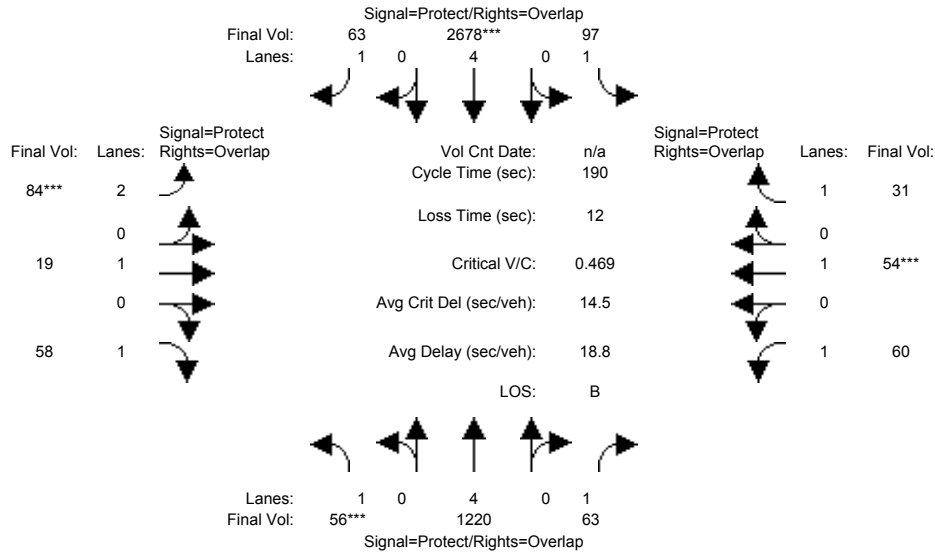 Signal=Protect/Rights=Overlap
Final Vol: 63 2678*** 97
Lanes: 1 0 4 0 1
Signal=Protect
Final Vol: Lanes: Rights=Overlap
Vol Cnt Date: n/a
Signal=Protect
Rights=Overlap Lanes: Final Vol:
Cycle Time (sec): 190
84*** 2
1 31
Loss Time (sec): 12
0
0
19 1
Critical V/C: 0.469
1 54***
0
Avg Crit Del (sec/veh): 14.5
0
58 1
Avg Delay (sec/veh): 18.8
1 60
LOS: B
Lanes: 1 0 4 0 1
Final Vol: 56*** 1220 63
Signal=Protect/Rights=Overlap